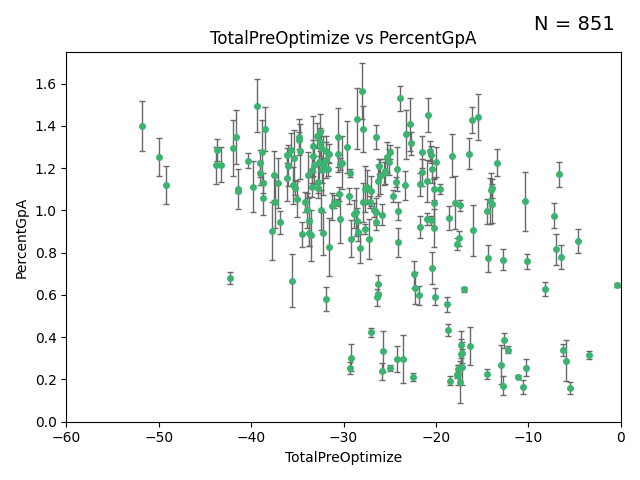 N = 851
TotalPreOptimize vs PercentGpA
PercentGpA
1.6
1.4
1.2
1.0
0.8
0.6
0.4
0.2
0.0
−60 −50 −40 −30 −20 −10 0
TotalPreOptimize